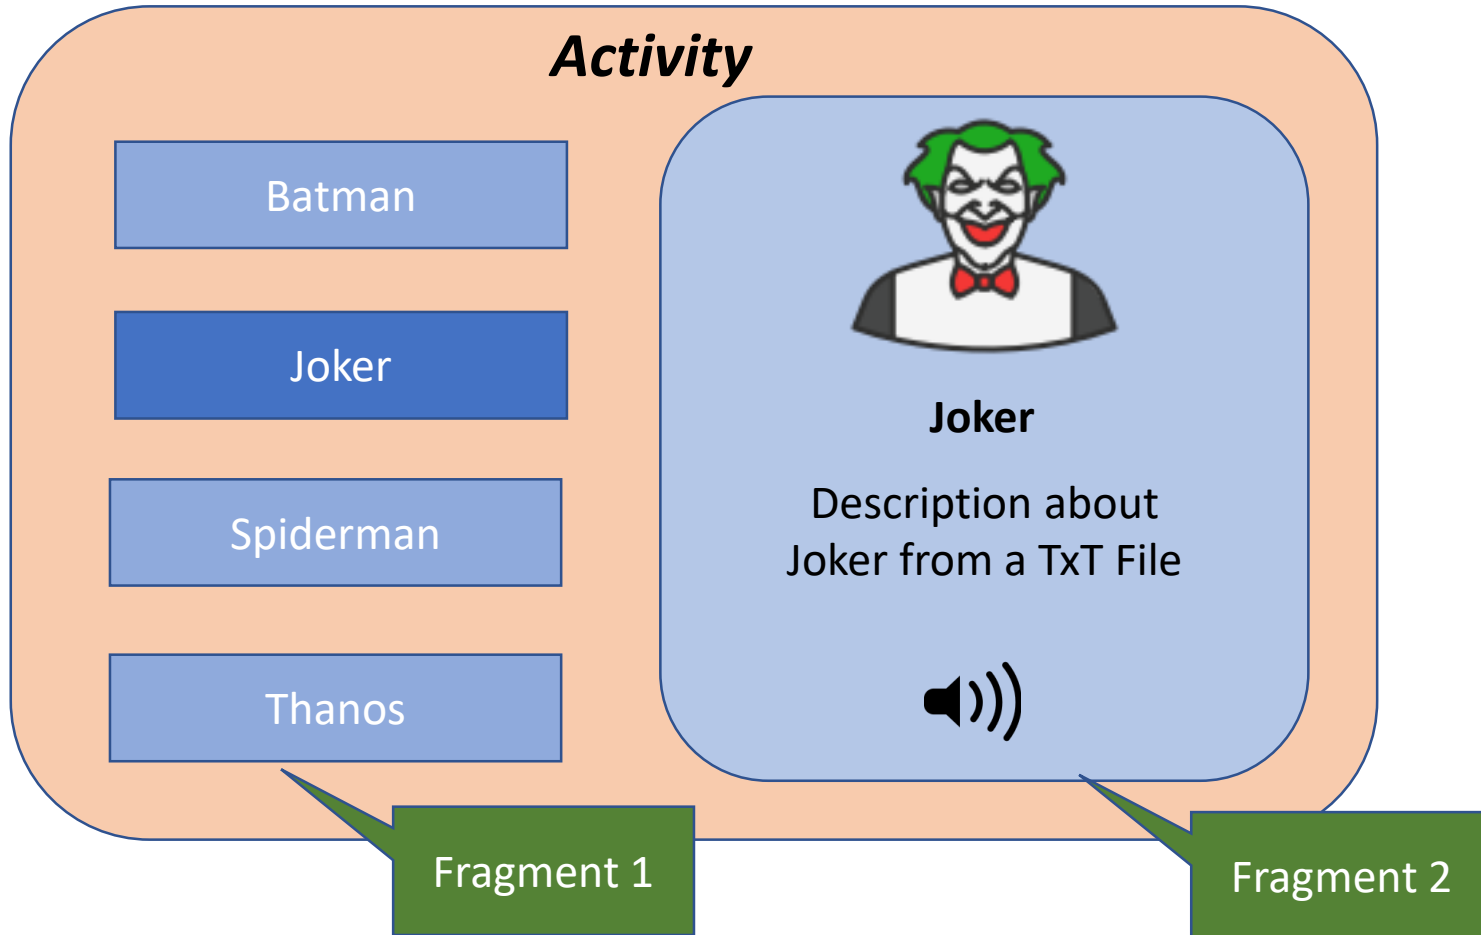 Activity
Batman
Joker
Spiderman
Thanos
Joker
Description about
Joker from a TxT File
Fragment 1
Fragment 2